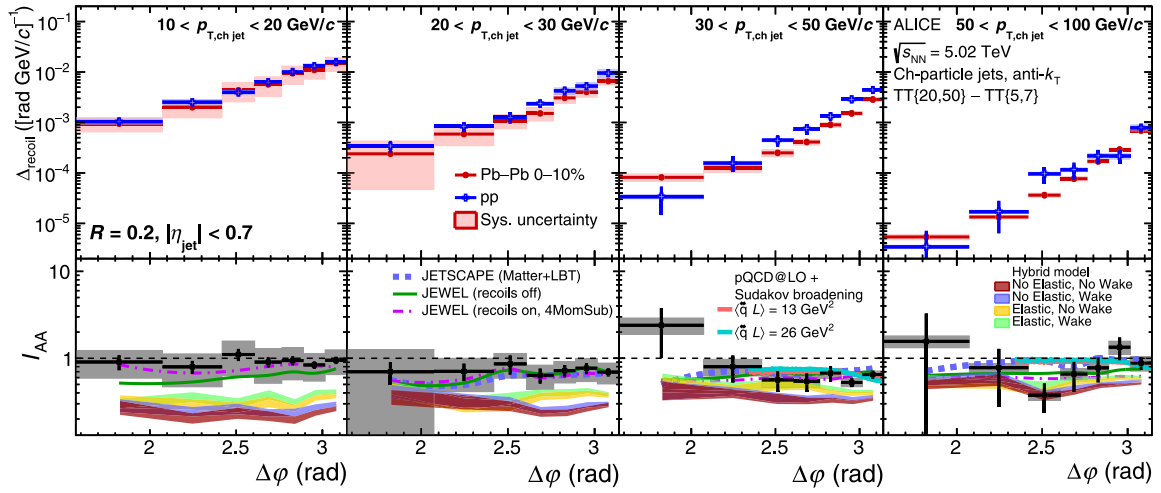 10 < p_T,ch jet < 20 GeV/c
20 < p_T,ch jet < 30 GeV/c
30 < p_T,ch jet < 50 GeV/c
50 < p_T,ch jet < 100 GeV/c
ALICE
√s_NN = 5.02 TeV
Ch-particle jets, anti-k_T
TT{20,50} − TT{5,7}
Δ_recoil ([rad GeV/c]⁻¹)
10⁻¹
10⁻²
10⁻³
10⁻⁴
10⁻⁵
Pb−Pb 0−10%
pp
Sys. uncertainty
R = 0.2, |η_jet| < 0.7
I_AA
10
1
JETSCAPE (Matter+LBT)
JEWEL (recoils off)
JEWEL (recoils on, 4MomSub)
pQCD@LO +
Sudakov broadening
⟨q̂ L⟩ = 13 GeV²
⟨q̂ L⟩ = 26 GeV²
Hybrid model
No Elastic, No Wake
No Elastic, Wake
Elastic, No Wake
Elastic, Wake
2 2.5 3
2 2.5 3
2 2.5 3
2 2.5 3
Δφ (rad)
Δφ (rad)
Δφ (rad)
Δφ (rad)